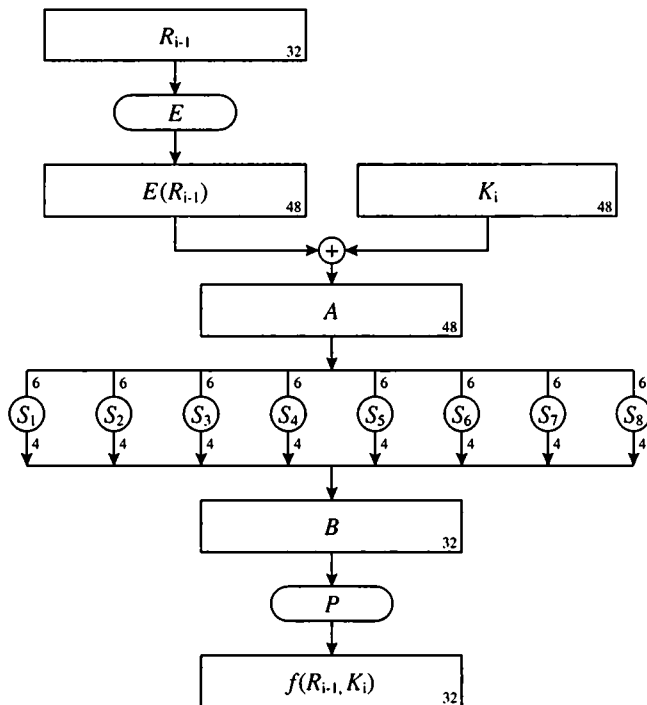 R_{i-1}
32
E
E(R_{i-1})
48
K_i
48
+
A
48
6 6 6 6 6 6 6 6
S_1 S_2 S_3 S_4 S_5 S_6 S_7 S_8
4 4 4 4 4 4 4 4
B
32
P
f(R_{i-1}, K_i)
32